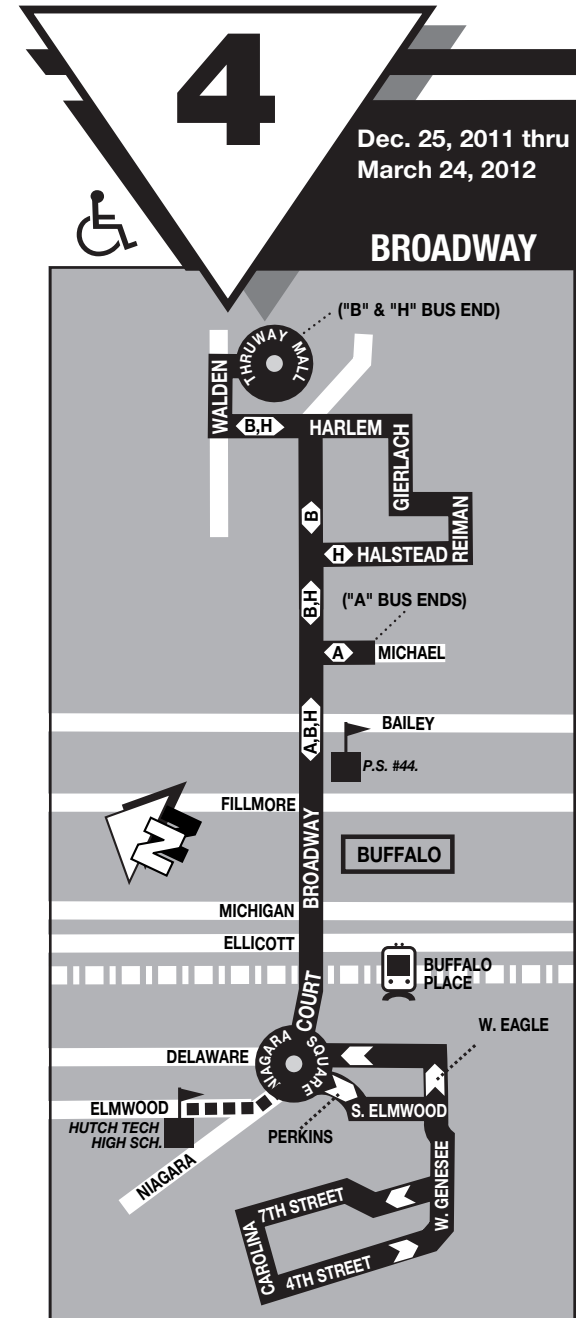 4
Dec. 25, 2011 thru
March 24, 2012
BROADWAY
("B" & "H" BUS END)
THRUWAY MALL
WALDEN
B,H
HARLEM
GIERLACH
B
REIMAN
H
HALSTEAD
B,H
("A" BUS ENDS)
A
MICHAEL
A,B,H
BAILEY
P.S. #44.
FILLMORE
N
BROADWAY
BUFFALO
MICHIGAN
ELLICOTT
BUFFALO
PLACE
COURT
W. EAGLE
NIAGARA SQUARE
DELAWARE
ELMWOOD
S. ELMWOOD
HUTCH TECH
HIGH SCH.
PERKINS
NIAGARA
W. GENESEE
7TH STREET
CAROLINA
4TH STREET